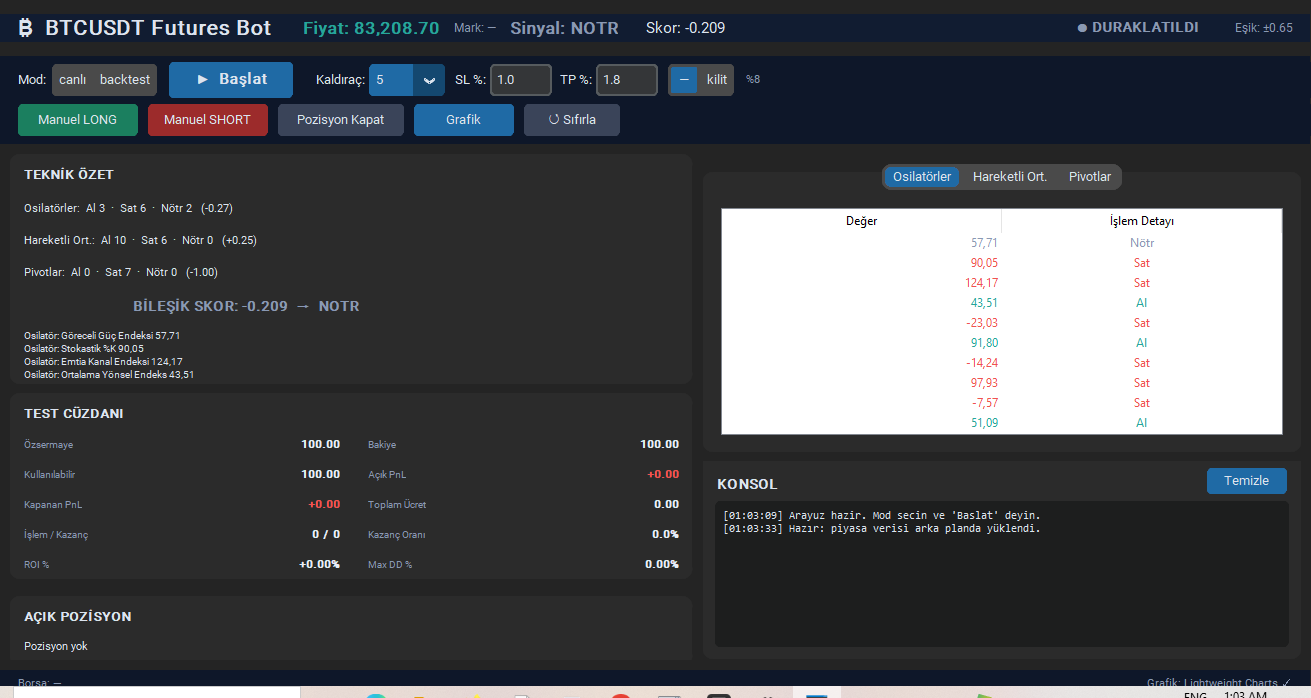 ₿ BTCUSDT Futures Bot Fiyat: 83,208.70 Mark: — Sinyal: NOTR Skor: -0.209 ● DURAKLATILDI Eşik: ±0.65
Mod: canlı backtest ► Başlat Kaldıraç: 5 SL %: 1.0 TP %: 1.8 — kilit %8
Manuel LONG Manuel SHORT Pozisyon Kapat Grafik ↺ Sıfırla
TEKNİK ÖZET
Osilatörler: Al 3 · Sat 6 · Nötr 2 (-0.27)
Hareketli Ort.: Al 10 · Sat 6 · Nötr 0 (+0.25)
Pivotlar: Al 0 · Sat 7 · Nötr 0 (-1.00)
BİLEŞİK SKOR: -0.209 → NOTR
Osilatör: Göreceli Güç Endeksi 57,71
Osilatör: Stokastik %K 90,05
Osilatör: Emtia Kanal Endeksi 124,17
Osilatör: Ortalama Yönsel Endeks 43,51
TEST CÜZDANI
Özsermaye 100.00 Bakiye 100.00
Kullanılabilir 100.00 Açık PnL +0.00
Kapanan PnL +0.00 Toplam Ücret 0.00
İşlem / Kazanç 0 / 0 Kazanç Oranı 0.0%
ROI % +0.00% Max DD % 0.00%
AÇIK POZİSYON
Pozisyon yok
Osilatörler Hareketli Ort. Pivotlar
Değer İşlem Detayı
57,71 Nötr
90,05 Sat
124,17 Sat
43,51 Al
-23,03 Sat
91,80 Al
-14,24 Sat
97,93 Sat
-7,57 Sat
51,09 Al
KONSOL Temizle
[01:03:09] Arayuz hazir. Mod secin ve 'Baslat' deyin.
[01:03:33] Hazır: piyasa verisi arka planda yüklendi.
Borsa: — Grafik: Lightweight Charts ✓
ENG 1:03 AM